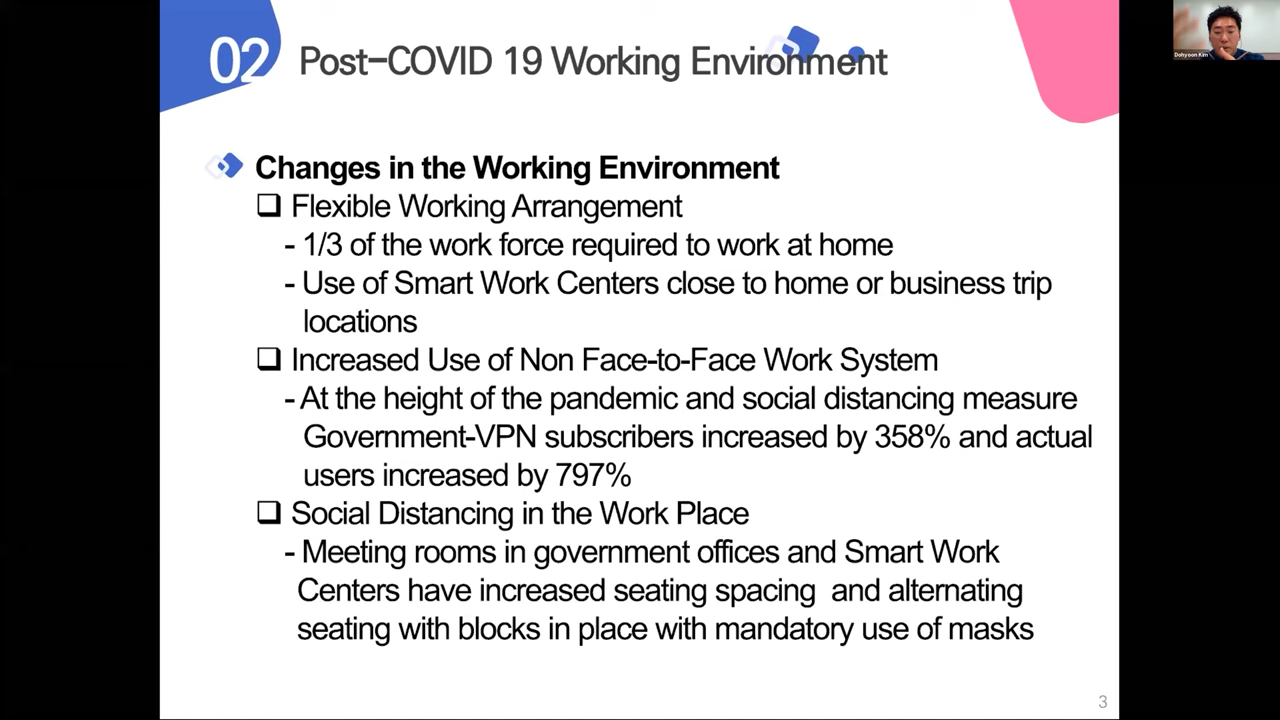 02 Post-COVID 19 Working Environment
Dohyoon Kim
Changes in the Working Environment
Flexible Working Arrangement
- 1/3 of the work force required to work at home
- Use of Smart Work Centers close to home or business trip
locations
Increased Use of Non Face-to-Face Work System
- At the height of the pandemic and social distancing measure
Government-VPN subscribers increased by 358% and actual
users increased by 797%
Social Distancing in the Work Place
- Meeting rooms in government offices and Smart Work
Centers have increased seating spacing and alternating
seating with blocks in place with mandatory use of masks
3